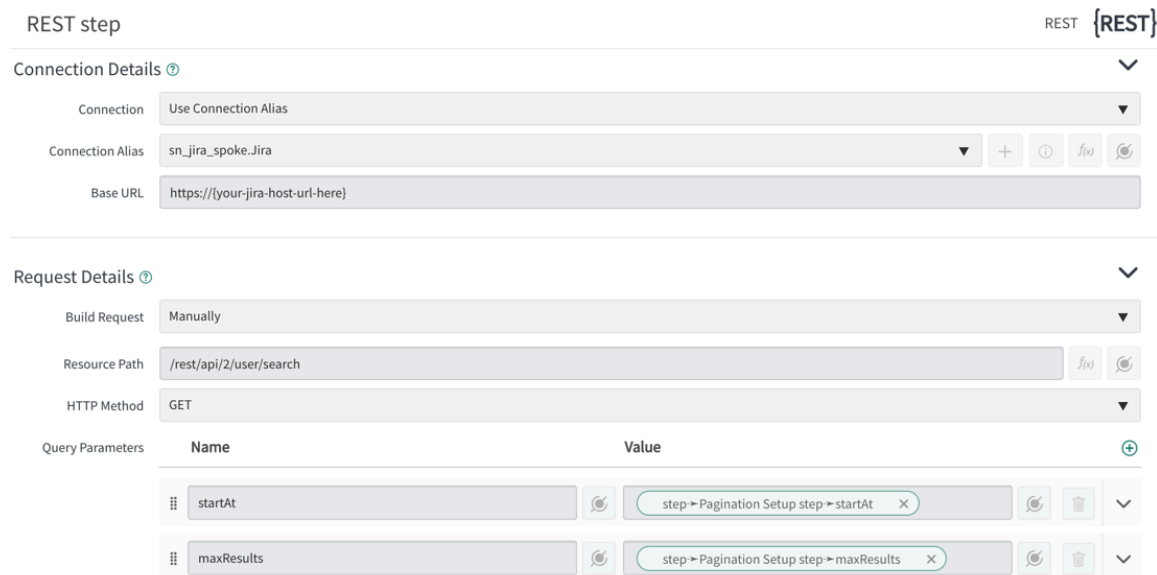 REST step
REST {REST}
Connection Details ?
Connection Use Connection Alias
Connection Alias sn_jira_spoke.Jira f(x)
Base URL https://{your-jira-host-url-here}
Request Details ?
Build Request Manually
Resource Path /rest/api/2/user/search f(x)
HTTP Method GET
Query Parameters Name Value
startAt step➛Pagination Setup step➛startAt
maxResults step➛Pagination Setup step➛maxResults